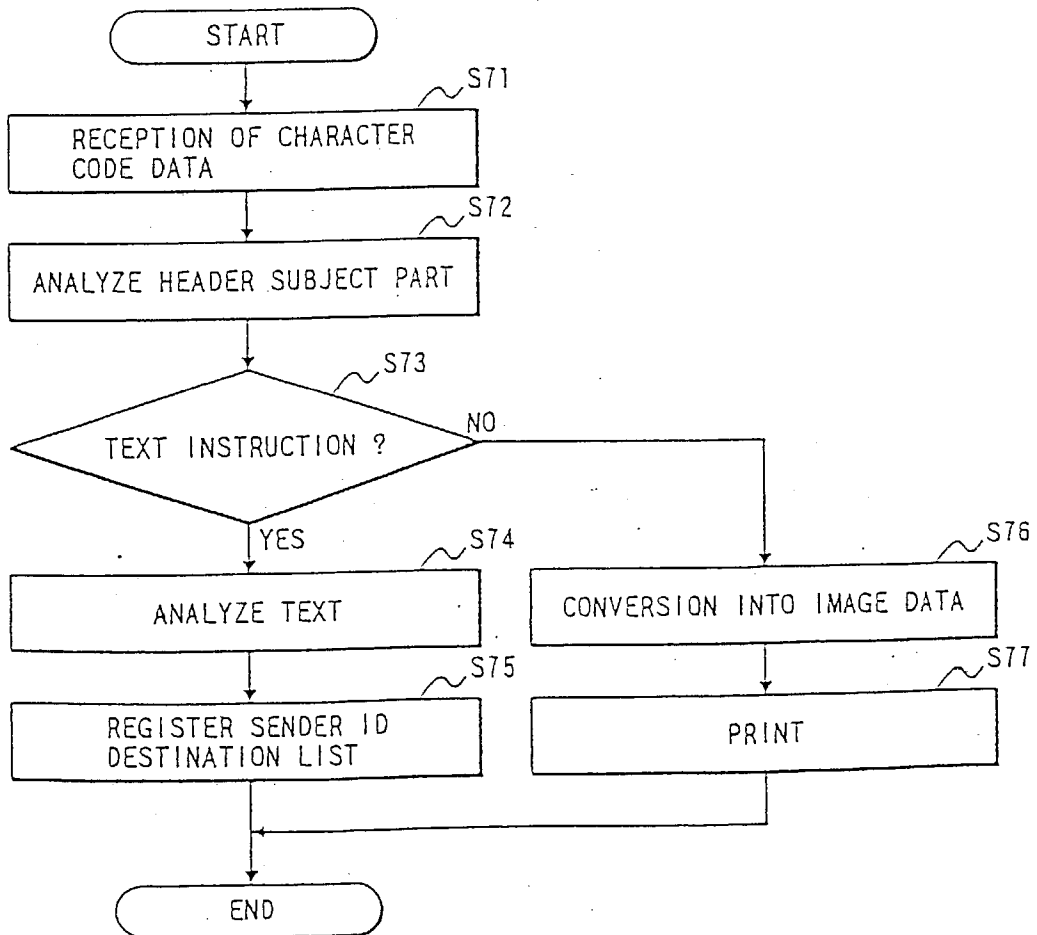 START
S71
RECEPTION OF CHARACTER
CODE DATA
S72
ANALYZE HEADER SUBJECT PART
S73
TEXT INSTRUCTION ?
NO
YES
S74
ANALYZE TEXT
S75
REGISTER SENDER ID
DESTINATION LIST
S76
CONVERSION INTO IMAGE DATA
S77
PRINT
END